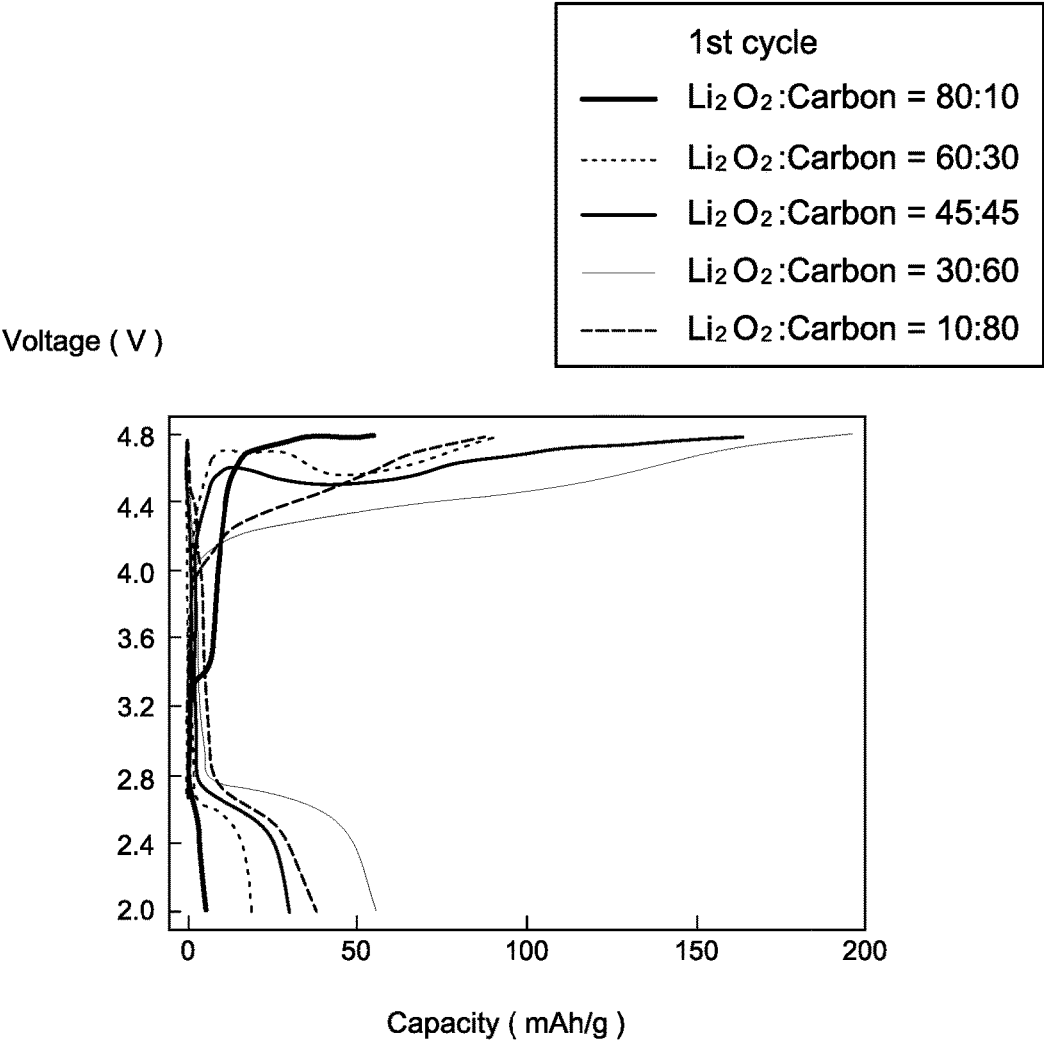 1st cycle
Li₂O₂:Carbon = 80:10
Li₂O₂:Carbon = 60:30
Li₂O₂:Carbon = 45:45
Li₂O₂:Carbon = 30:60
Li₂O₂:Carbon = 10:80
Voltage ( V )
4.8
4.4
4.0
3.6
3.2
2.8
2.4
2.0
0 50 100 150 200
Capacity ( mAh/g )